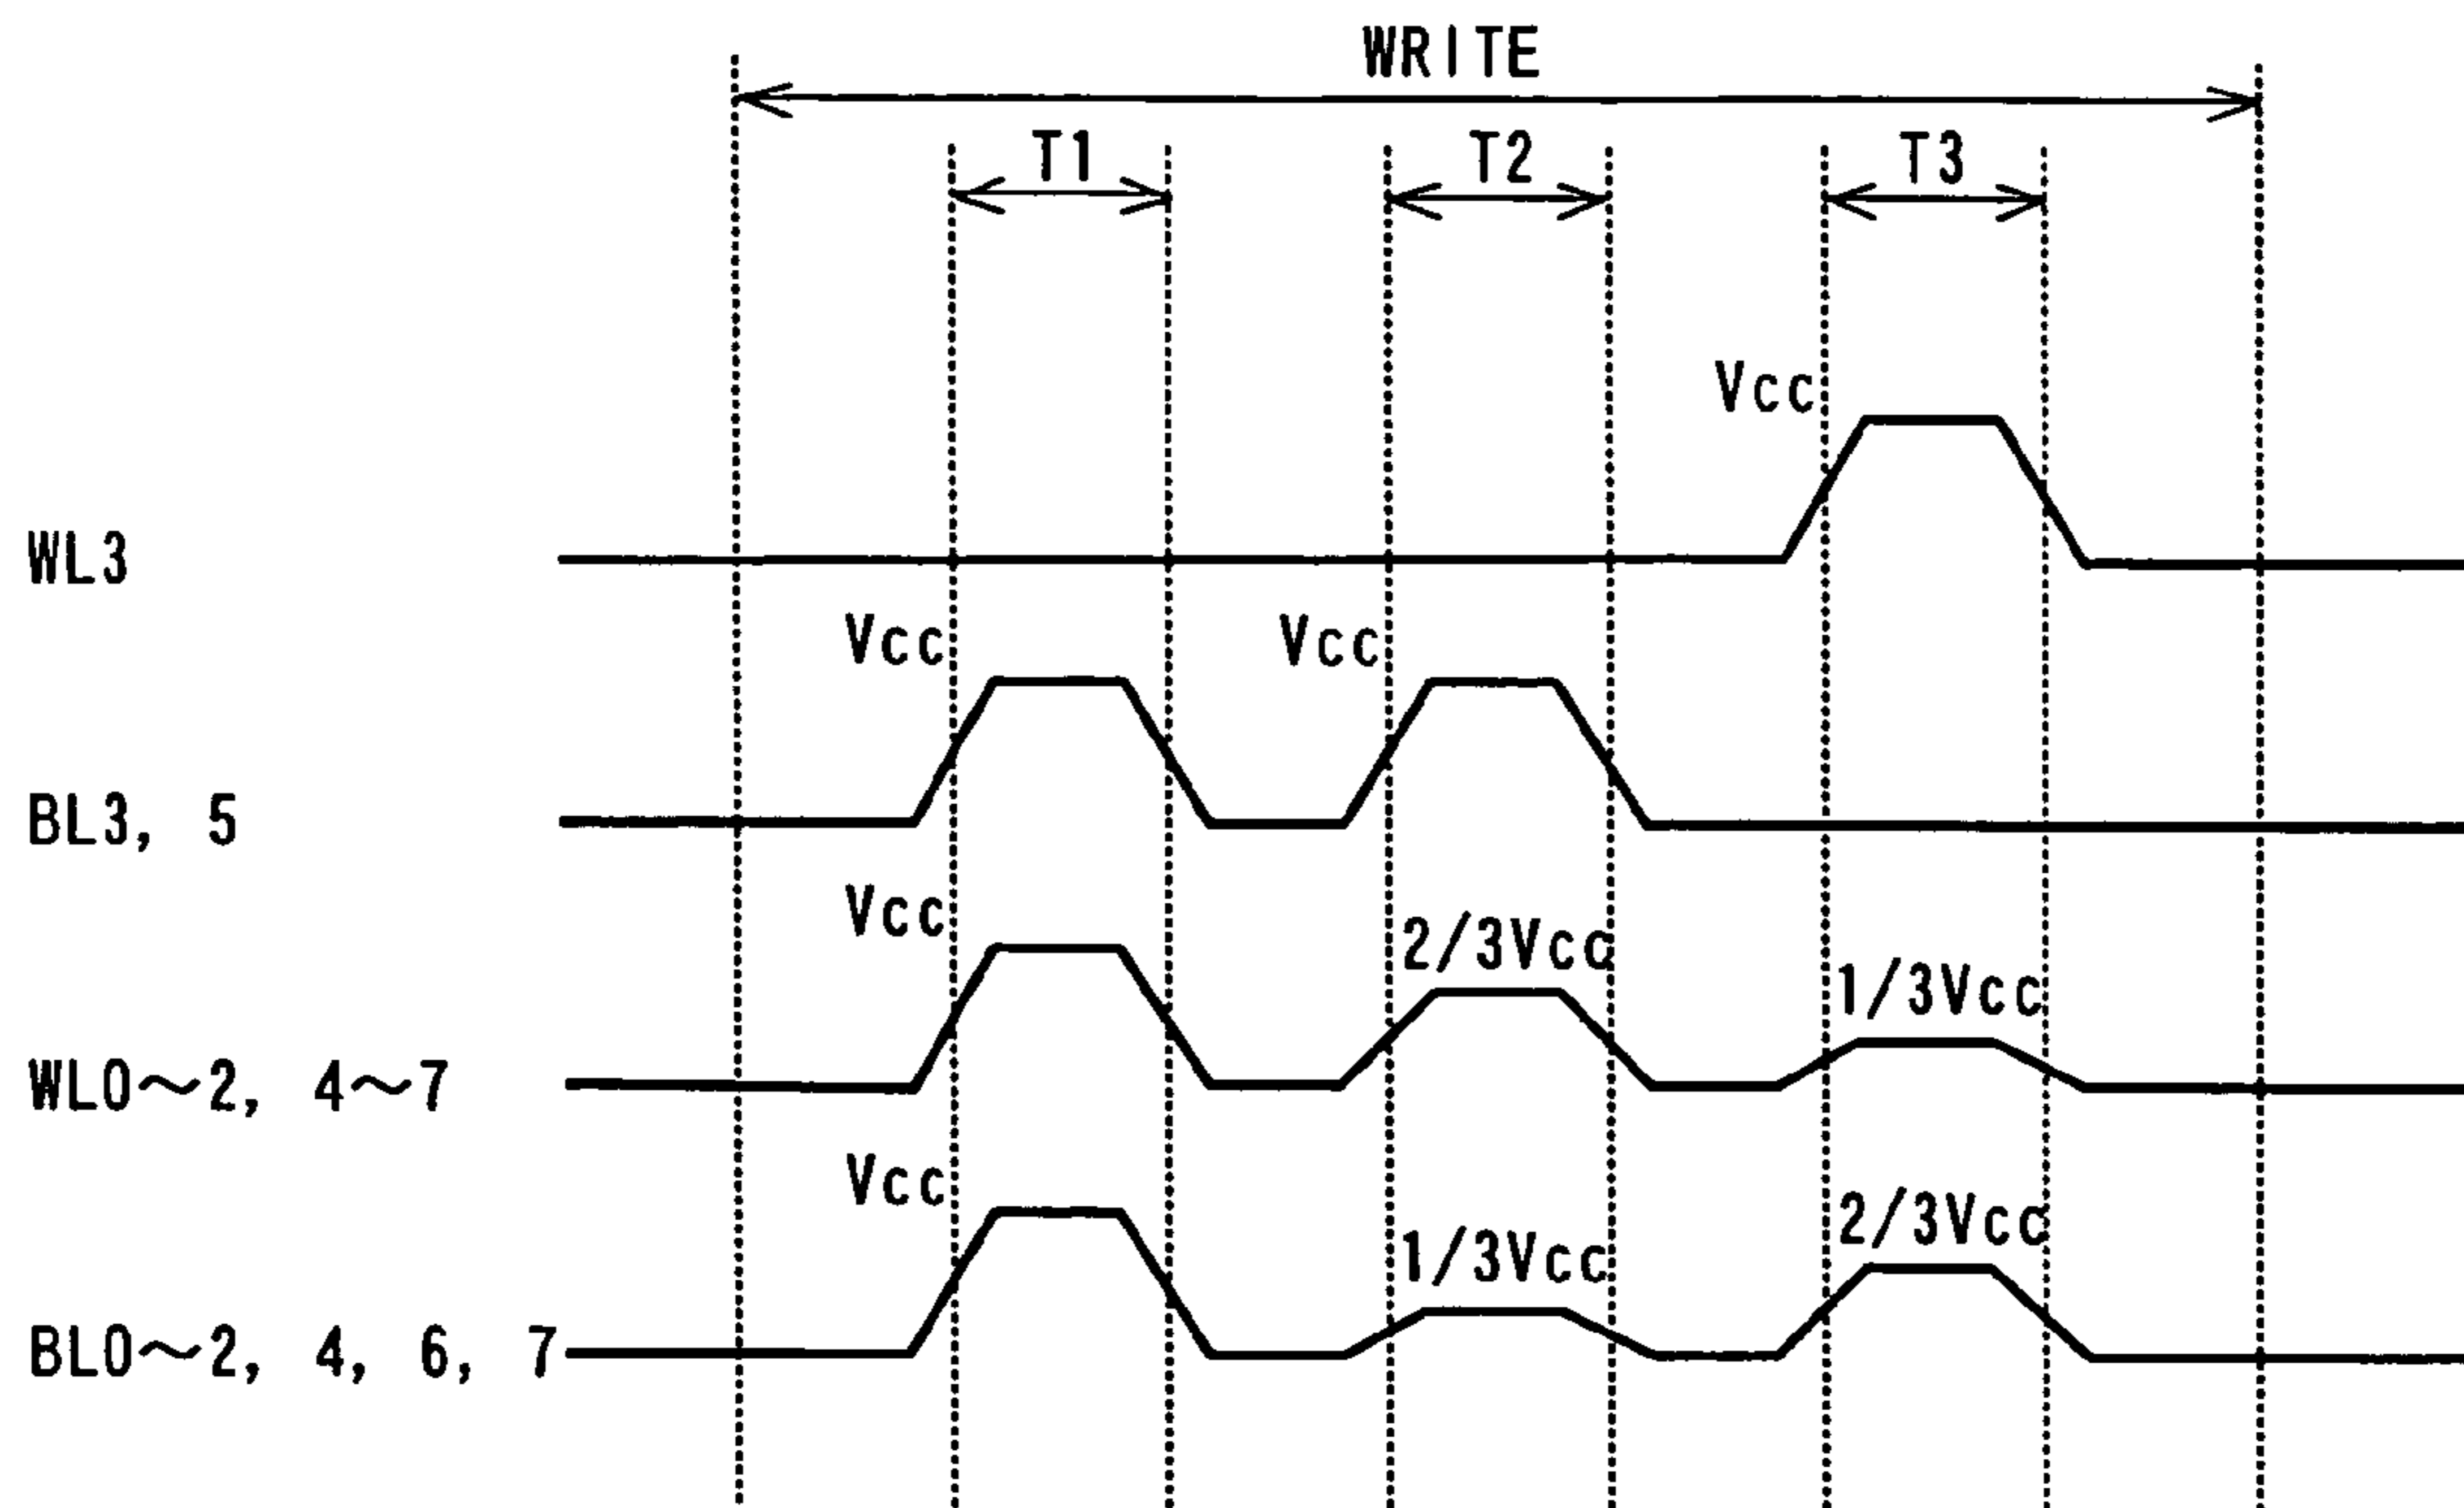 WRITE
T1 T2 T3
Vcc
WL3
Vcc Vcc
BL3, 5
Vcc 2/3Vcc 1/3Vcc
WL0～2, 4～7
Vcc 1/3Vcc 2/3Vcc
BL0～2, 4, 6, 7